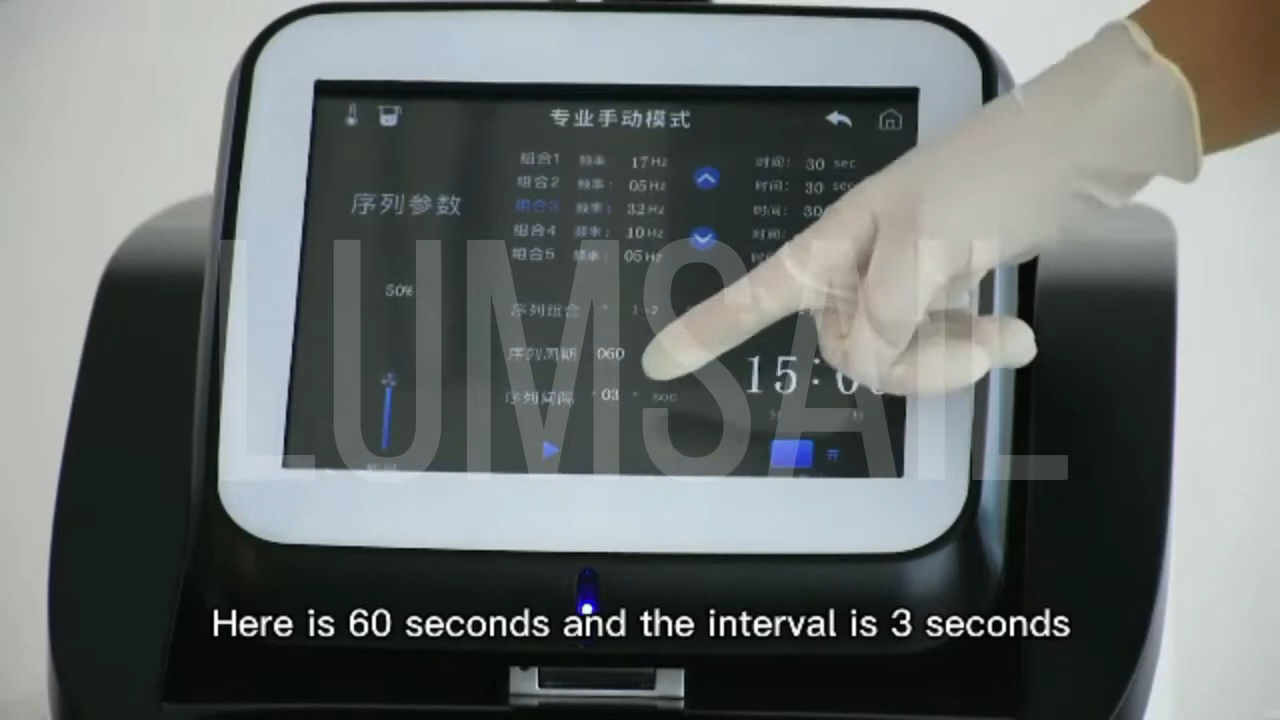 专业手动模式
组合1 频率: 17Hz 时间: 30 sec
组合2 频率: 05Hz 时间: 30 sec
序列参数
组合3 频率: 32Hz 时间: 30
组合4 频率: 10Hz 时间:
组合5 频率: 05Hz
50%
序列组合 1-2
序列周期 060
序列间隔 03 sec
15:0
开
LUMSAIL
Here is 60 seconds and the interval is 3 seconds